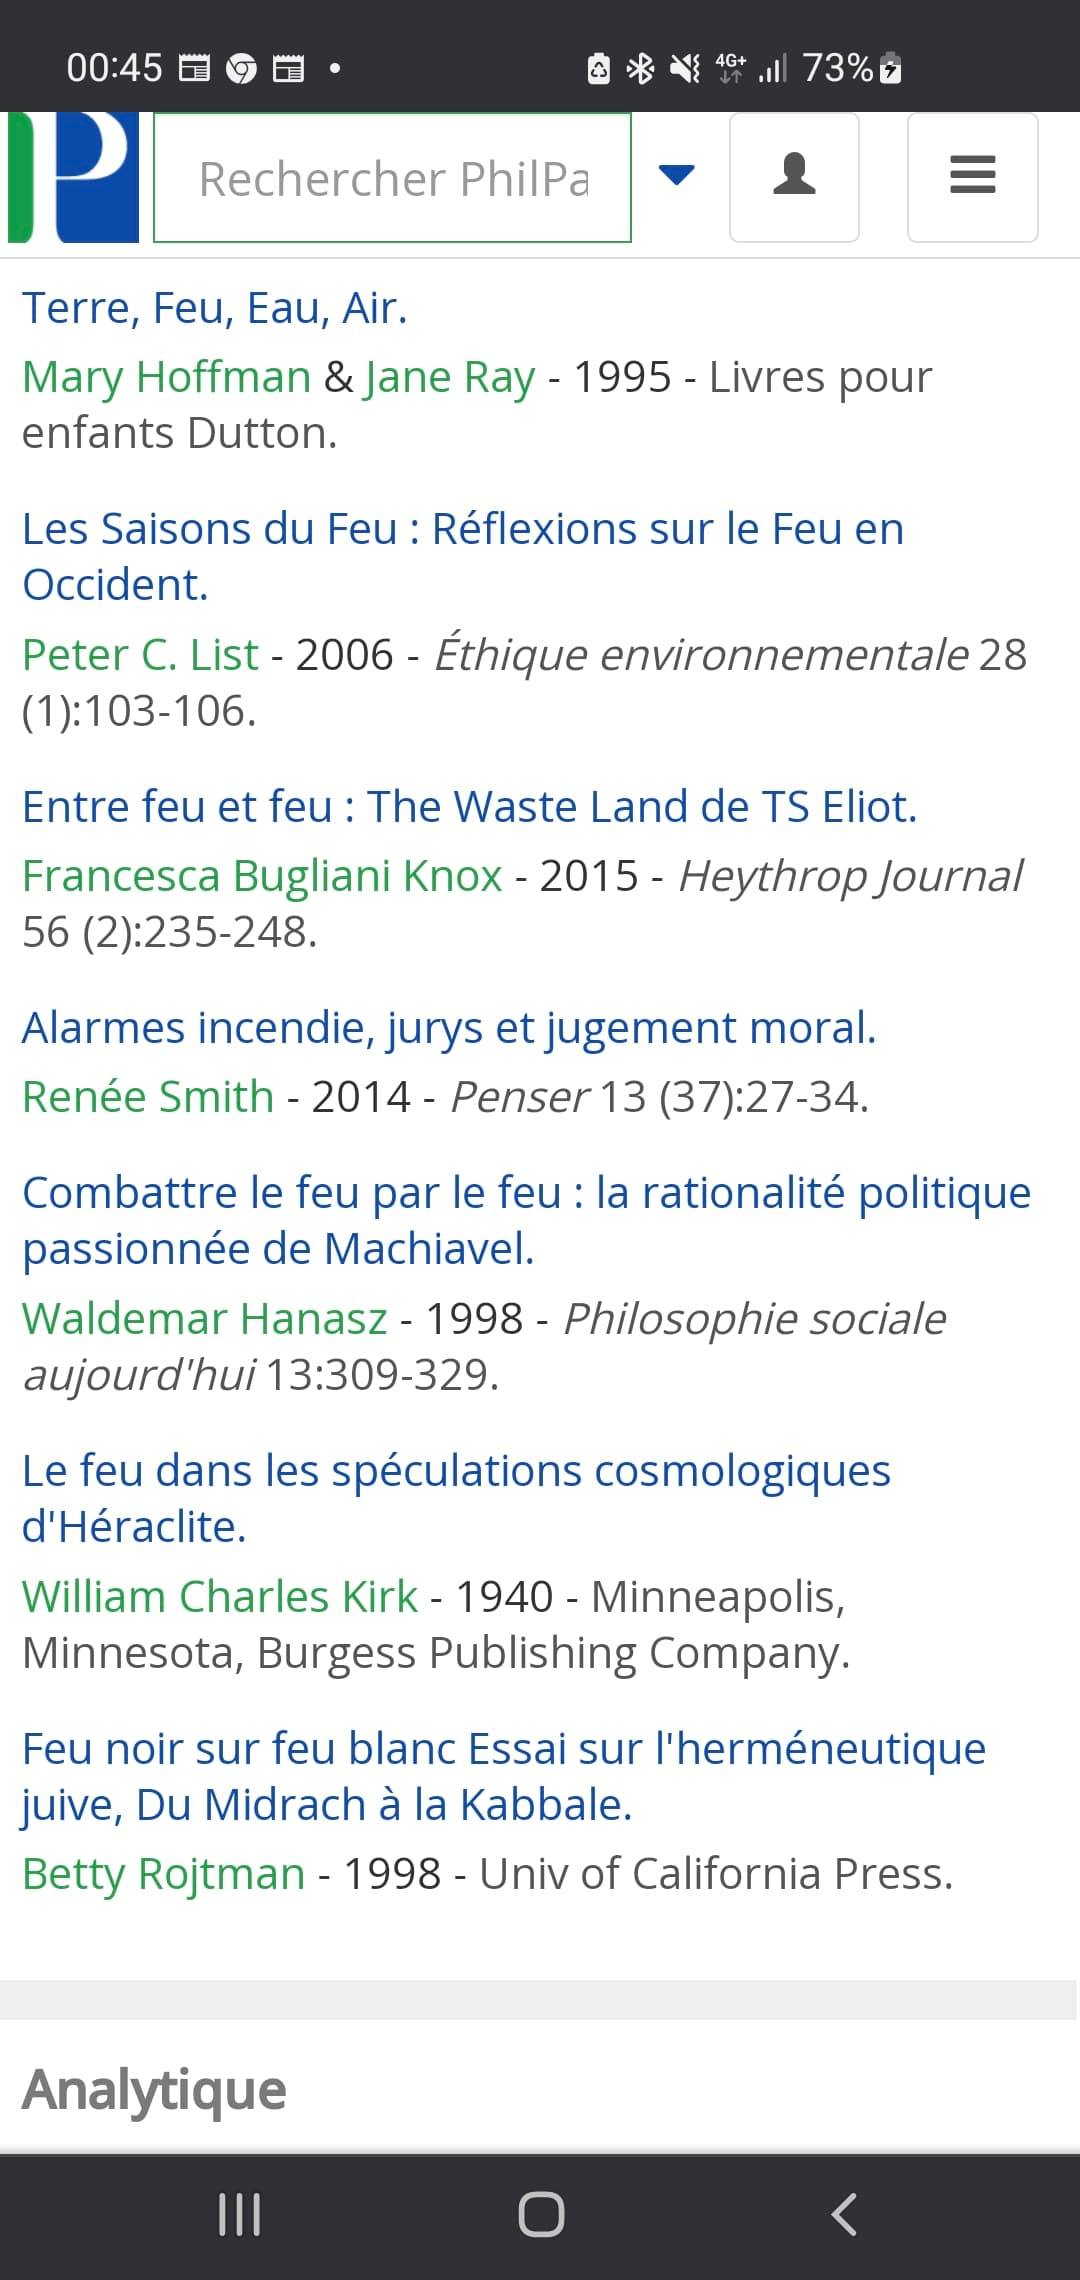 00:45
4G+
73%
P
Rechercher PhilPa
Terre, Feu, Eau, Air.
Mary Hoffman & Jane Ray - 1995 - Livres pour
enfants Dutton.
Les Saisons du Feu : Réflexions sur le Feu en
Occident.
Peter C. List - 2006 - Éthique environnementale 28
(1):103-106.
Entre feu et feu : The Waste Land de TS Eliot.
Francesca Bugliani Knox - 2015 - Heythrop Journal
56 (2):235-248.
Alarmes incendie, jurys et jugement moral.
Renée Smith - 2014 - Penser 13 (37):27-34.
Combattre le feu par le feu : la rationalité politique
passionnée de Machiavel.
Waldemar Hanasz - 1998 - Philosophie sociale
aujourd'hui 13:309-329.
Le feu dans les spéculations cosmologiques
d'Héraclite.
William Charles Kirk - 1940 - Minneapolis,
Minnesota, Burgess Publishing Company.
Feu noir sur feu blanc Essai sur l'herméneutique
juive, Du Midrach à la Kabbale.
Betty Rojtman - 1998 - Univ of California Press.
Analytique